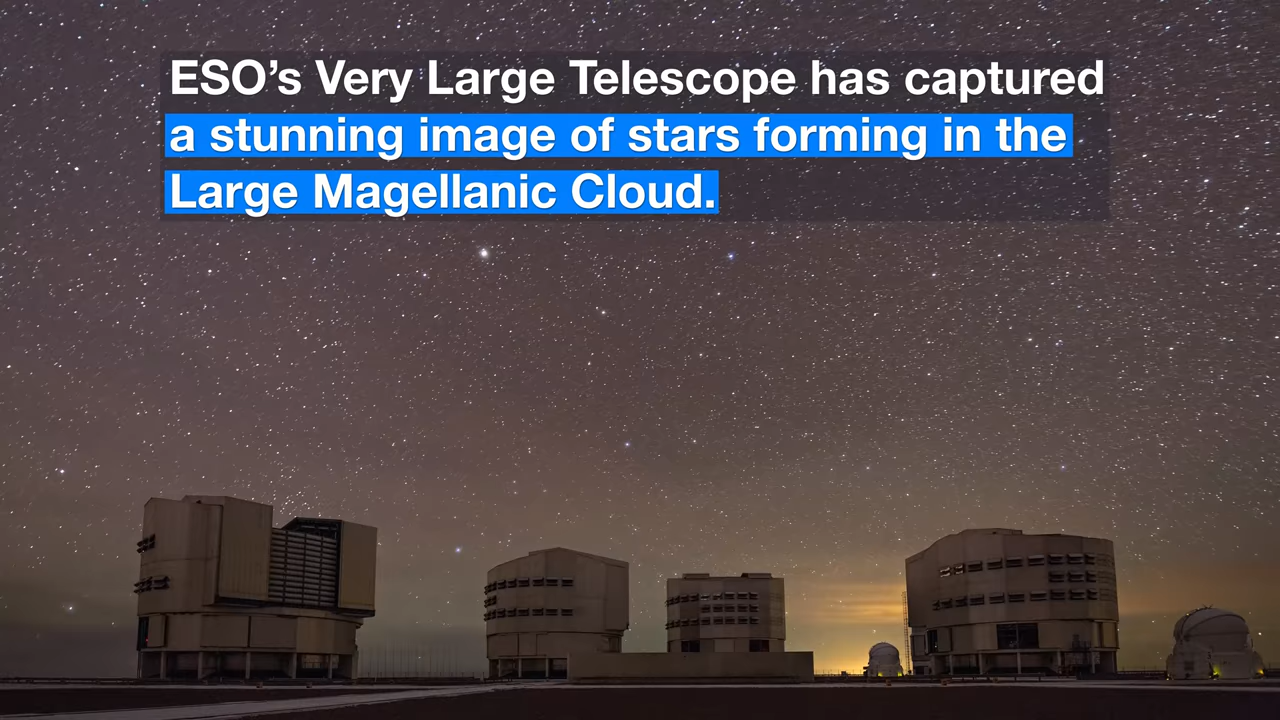 ESO’s Very Large Telescope has captured
a stunning image of stars forming in the
Large Magellanic Cloud.